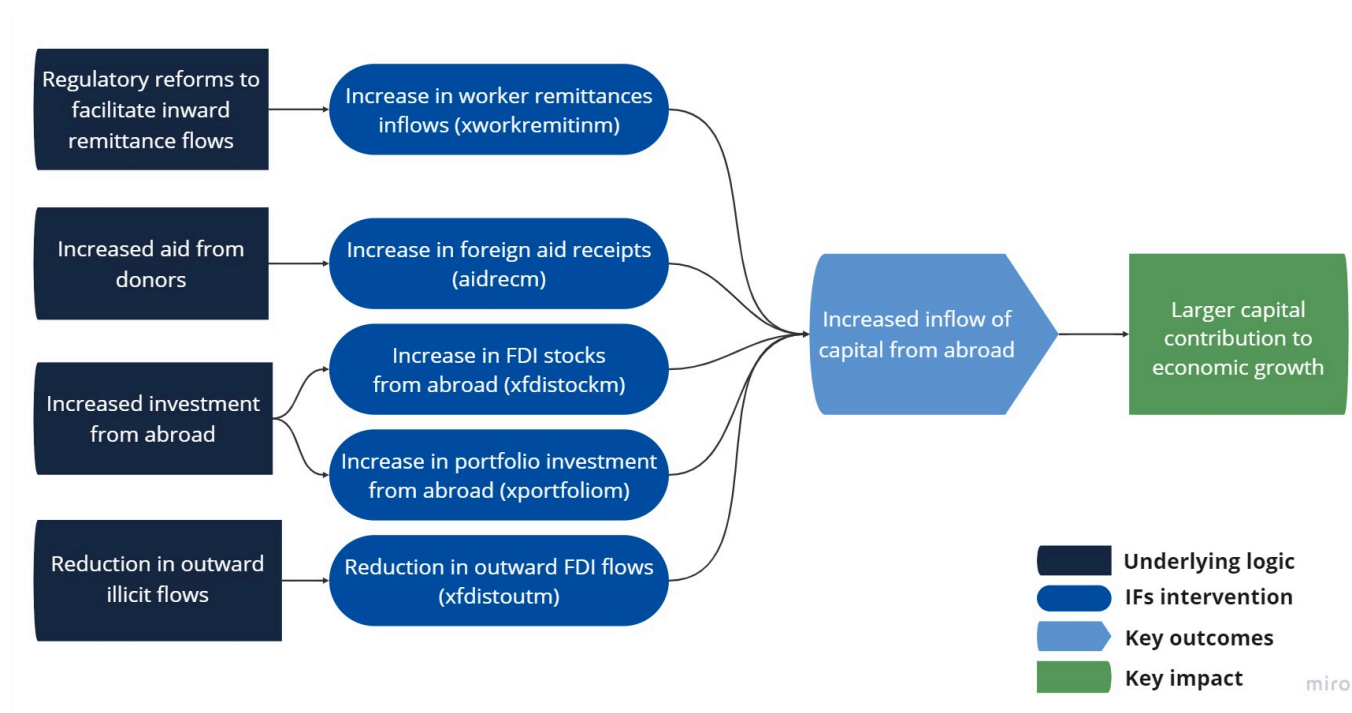 Regulatory reforms to
facilitate inward
remittance flows
Increase in worker remittances
inflows (xworkremitinm)
Increased aid from
donors
Increase in foreign aid receipts
(aidrecm)
Increased investment
from abroad
Increase in FDI stocks
from abroad (xfdistockm)
Increase in portfolio investment
from abroad (xportfoliom)
Reduction in outward
illicit flows
Reduction in outward FDI flows
(xfdistoutm)
Increased inflow of
capital from abroad
Larger capital
contribution to
economic growth
Underlying logic
IFs intervention
Key outcomes
Key impact
miro